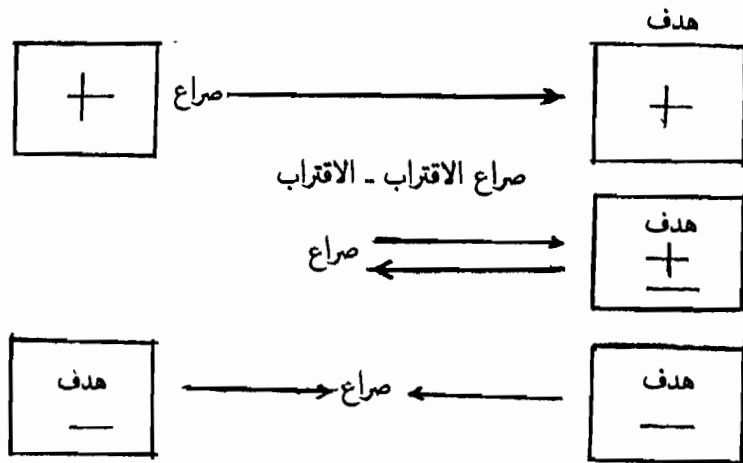 هدف
+ صراع +
صراع الاقتراب - الاقتراب
هدف
صراع
+
—
هدف صراع هدف
— —